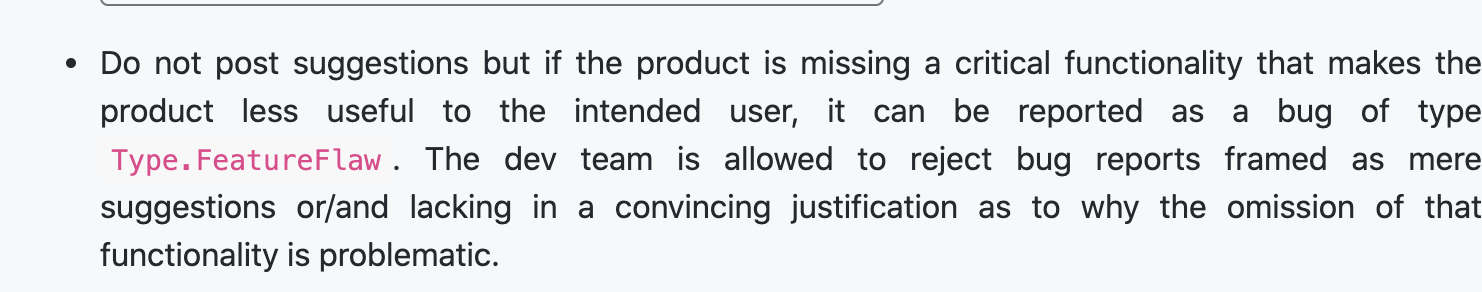 • Do not post suggestions but if the product is missing a critical functionality that makes the
product less useful to the intended user, it can be reported as a bug of type
Type.FeatureFlaw . The dev team is allowed to reject bug reports framed as mere
suggestions or/and lacking in a convincing justification as to why the omission of that
functionality is problematic.